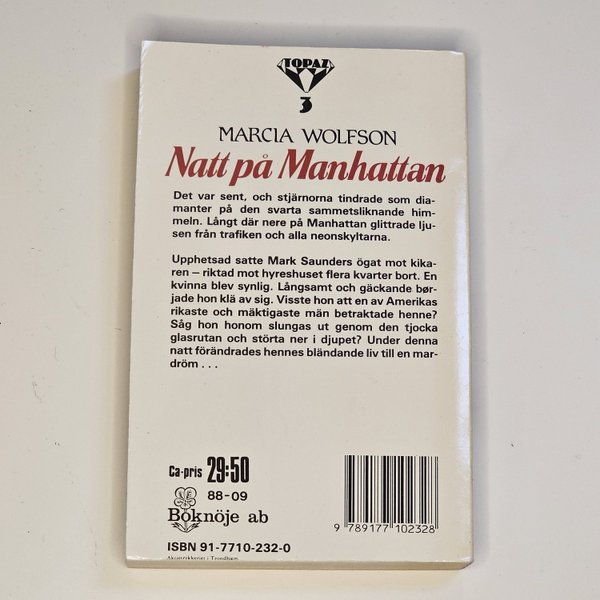 TOPAZ
3
MARCIA WOLFSON
Natt på Manhattan
Det var sent, och stjärnorna tindrade som dia-
manter på den svarta sammetsliknande him-
meln. Långt där nere på Manhattan glittrade lju-
sen från trafiken och alla neonskyltarna.
Upphetsad satte Mark Saunders ögat mot kika-
ren – riktad mot hyreshuset flera kvarter bort. En
kvinna blev synlig. Långsamt och gäckande bör-
jade hon klä av sig. Visste hon att en av Amerikas
rikaste och mäktigaste män betraktade henne?
Såg hon honom slungas ut genom den tjocka
glasrutan och störta ner i djupet? Under denna
natt förändrades hennes bländande liv till en mar-
dröm . . .
Ca-pris 29:50
88-09
Boknöje ab
9 789177 102328
ISBN 91-7710-232-0
Aktietrykkeriet i Trondheim